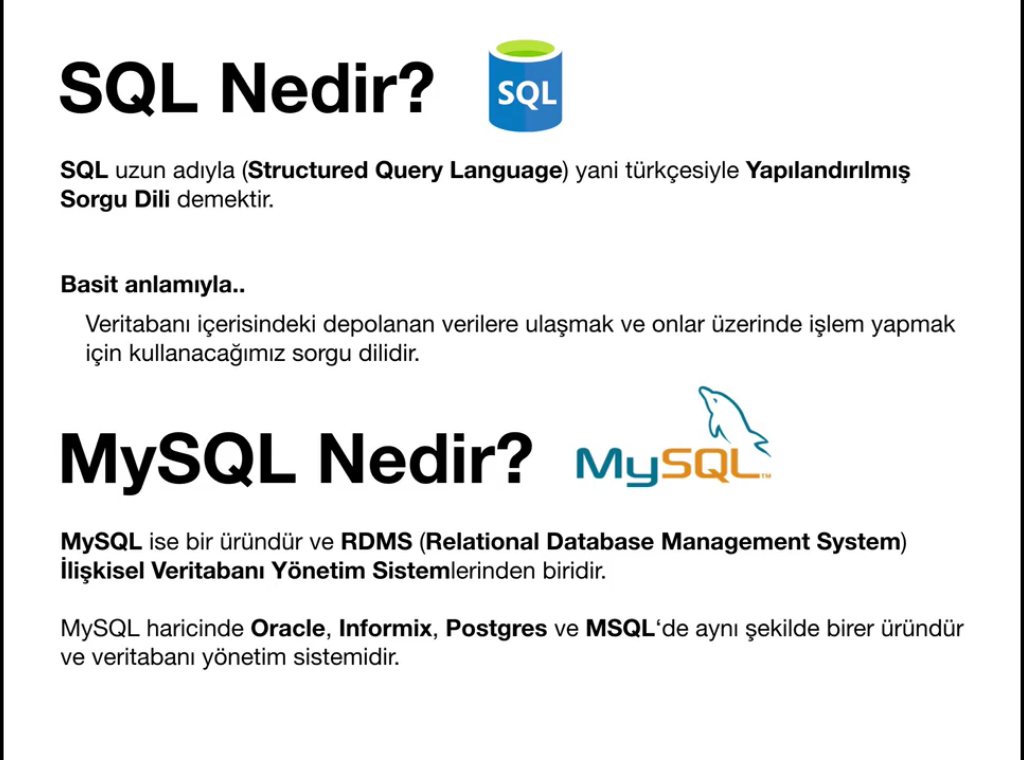 SQL Nedir?
SQL
SQL uzun adıyla (Structured Query Language) yani türkçesiyle Yapılandırılmış
Sorgu Dili demektir.
Basit anlamıyla..
Veritabanı içerisindeki depolanan verilere ulaşmak ve onlar üzerinde işlem yapmak
için kullanacağımız sorgu dilidir.
MySQL Nedir?
MySQL™
MySQL ise bir üründür ve RDMS (Relational Database Management System)
İlişkisel Veritabanı Yönetim Sistemlerinden biridir.
MySQL haricinde Oracle, Informix, Postgres ve MSQL‘de aynı şekilde birer üründür
ve veritabanı yönetim sistemidir.